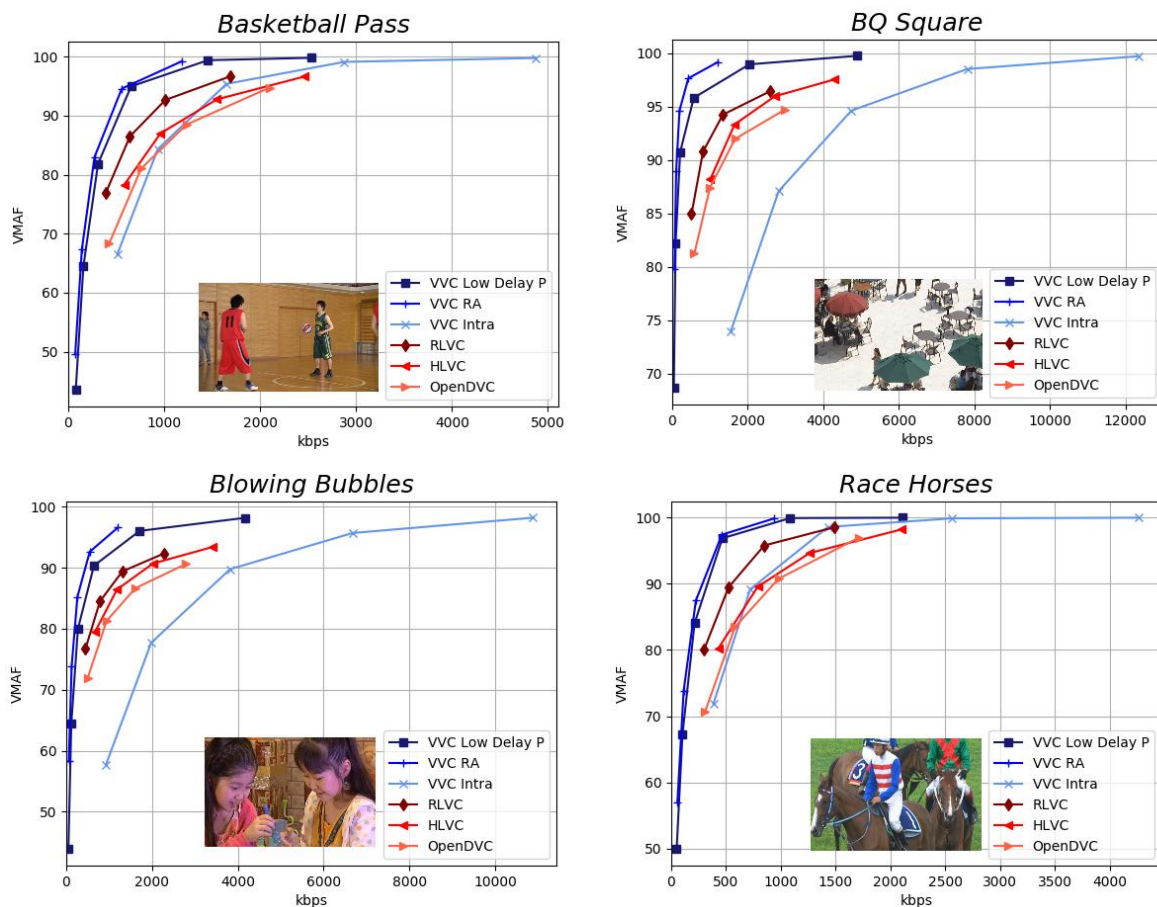 Basketball Pass
100
90
80
70
60
50
VMAF
0
1000
2000
3000
4000
5000
kbps
VVC Low Delay P
VVC RA
VVC Intra
RLVC
HLVC
OpenDVC
11
BQ Square
100
95
90
85
80
75
70
VMAF
0
2000
4000
6000
8000
10000
12000
kbps
VVC Low Delay P
VVC RA
VVC Intra
RLVC
HLVC
OpenDVC
Blowing Bubbles
100
90
80
70
60
50
VMAF
0
2000
4000
6000
8000
10000
kbps
VVC Low Delay P
VVC RA
VVC Intra
RLVC
HLVC
OpenDVC
Race Horses
100
90
80
70
60
50
VMAF
0
500
1000
1500
2000
2500
3000
3500
4000
kbps
VVC Low Delay P
VVC RA
VVC Intra
RLVC
HLVC
OpenDVC
3